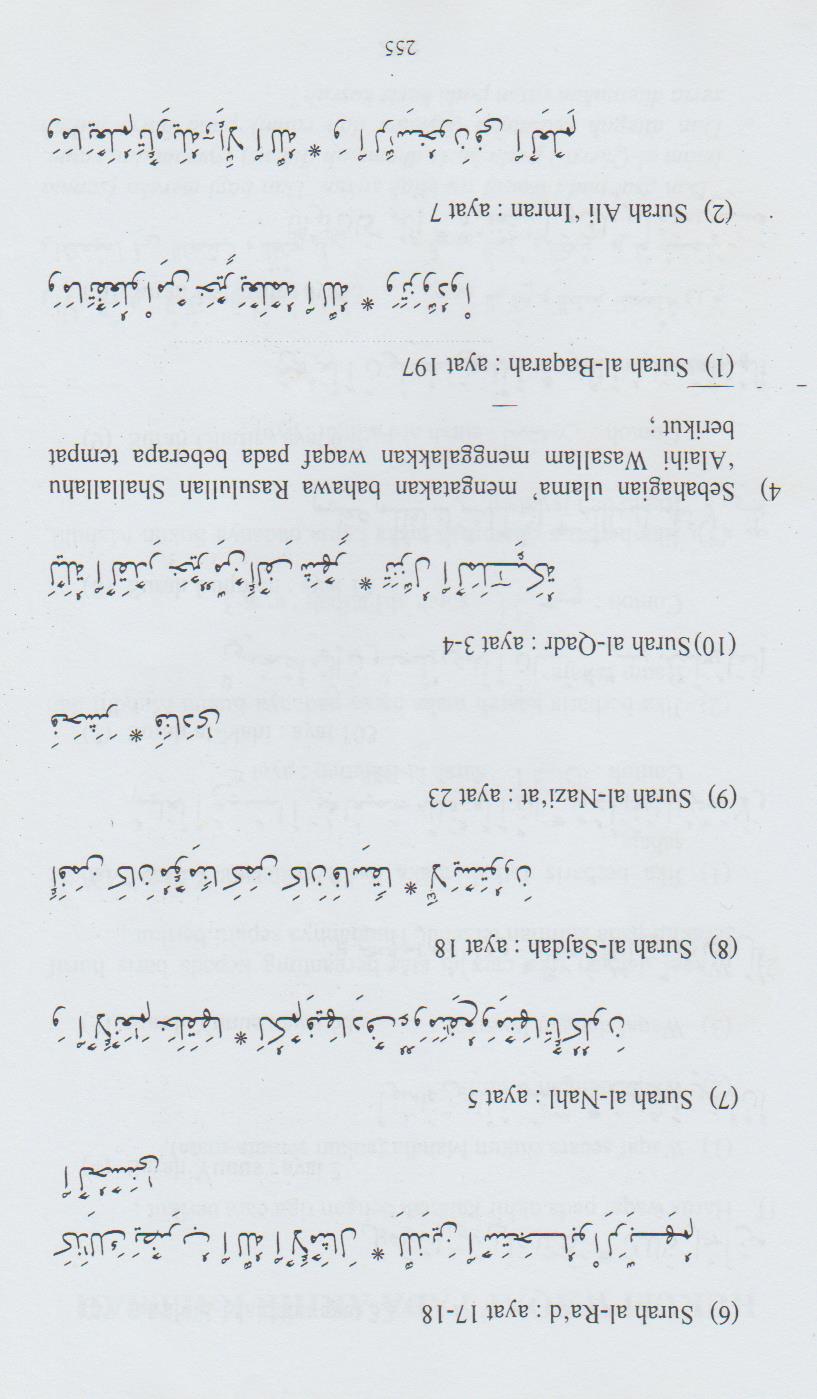 (6) Surah al-Ra‘d : ayat 17-18
كَذَٰلِكَ يَضْرِبُ ٱللَّهُ ٱلْأَمْثَالَ * لِلَّذِينَ ٱسْتَجَابُوا۟ لِرَبِّهِمُ
ٱلْحُسْنَىٰ
(7) Surah al-Nahl : ayat 5
وَ ٱلْأَنْعَٰمَ خَلَقَهَا * لَكُمْ فِيهَا دِفْءٌ وَمَنَٰفِعُ وَمِنْهَا تَأْكُلُونَ
(8) Surah al-Sajdah : ayat 18
أَفَمَن كَانَ مُؤْمِنًا كَمَن كَانَ فَاسِقًا * لَّا يَسْتَوُۥنَ
(9) Surah al-Nazi‘at : ayat 23
فَحَشَرَ * فَنَادَىٰ
(10) Surah al-Qadr : ayat 3-4
لَيْلَةُ ٱلْقَدْرِ خَيْرٌ مِّنْ أَلْفِ شَهْرٍ * تَنَزَّلُ ٱلْمَلَٰٓئِكَةُ
4) Sebahagian ulama’ mengatakan bahawa Rasulullah Shallallahu
‘Alaihi Wasallam menggalakkan waqaf pada beberapa tempat
berikut ;
(1) Surah al-Baqarah : ayat 197
وَمَا تَفْعَلُوا۟ مِنْ خَيْرٍ يَعْلَمْهُ ٱللَّهُ * وَتَزَوَّدُوا۟
(2) Surah Ali ‘Imran : ayat 7
وَمَا يَعْلَمُ تَأْوِيلَهُۥٓ إِلَّا ٱللَّهُ * وَ ٱلرَّٰسِخُونَ فِى ٱلْعِلْمِ
255